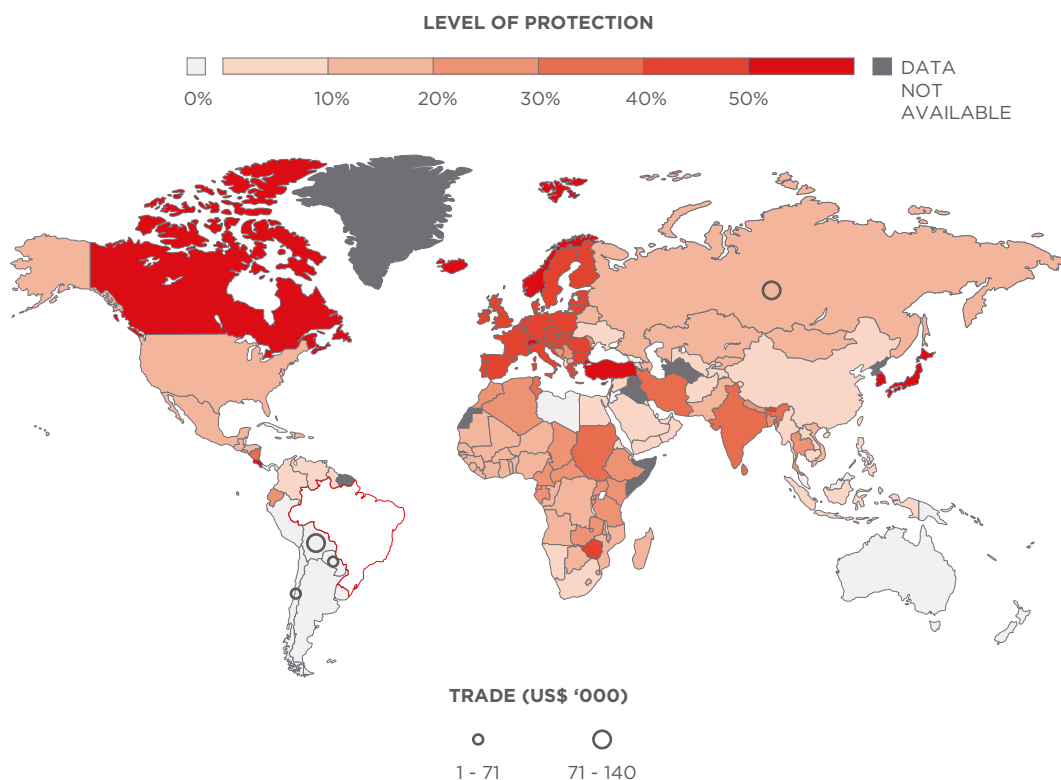 LEVEL OF PROTECTION
0%
10%
20%
30%
40%
50%
DATA
NOT
AVAILABLE
TRADE (US$ ‘000)
1 - 71
71 - 140